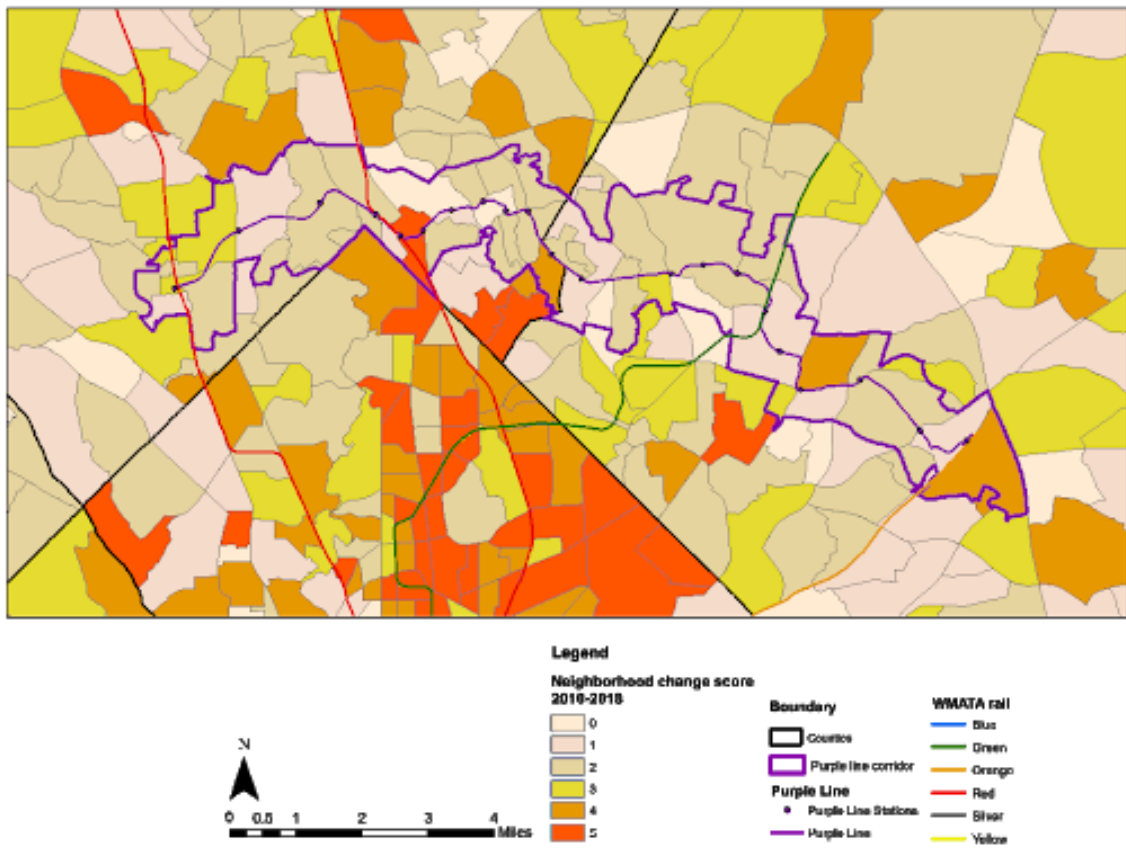 Legend
Neighborhood change score
2010-2018
0
1
2
3
4
5
Boundary
Counties
Purple line corridor
Purple Line
Purple Line Stations
Purple Line
WMATA rail
Blue
Green
Orange
Red
Silver
Yellow
N
0 0.5 1 2 3 4
Miles